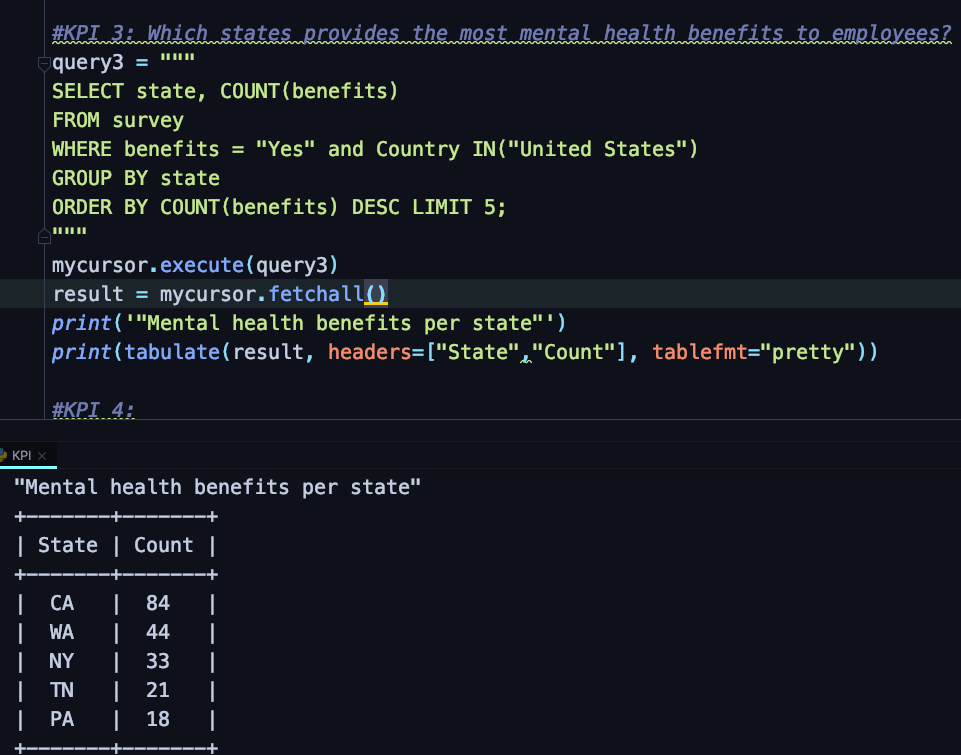 #KPI 3: Which states provides the most mental health benefits to employees?
query3 = """
SELECT state, COUNT(benefits)
FROM survey
WHERE benefits = "Yes" and Country IN("United States")
GROUP BY state
ORDER BY COUNT(benefits) DESC LIMIT 5;
"""
mycursor.execute(query3)
result = mycursor.fetchall()
print('"Mental health benefits per state"')
print(tabulate(result, headers=["State","Count"], tablefmt="pretty"))
#KPI 4:
KPI ×
"Mental health benefits per state"
+-------+-------+
| State | Count |
+-------+-------+
|  CA   |  84   |
|  WA   |  44   |
|  NY   |  33   |
|  TN   |  21   |
|  PA   |  18   |
+-------+-------+